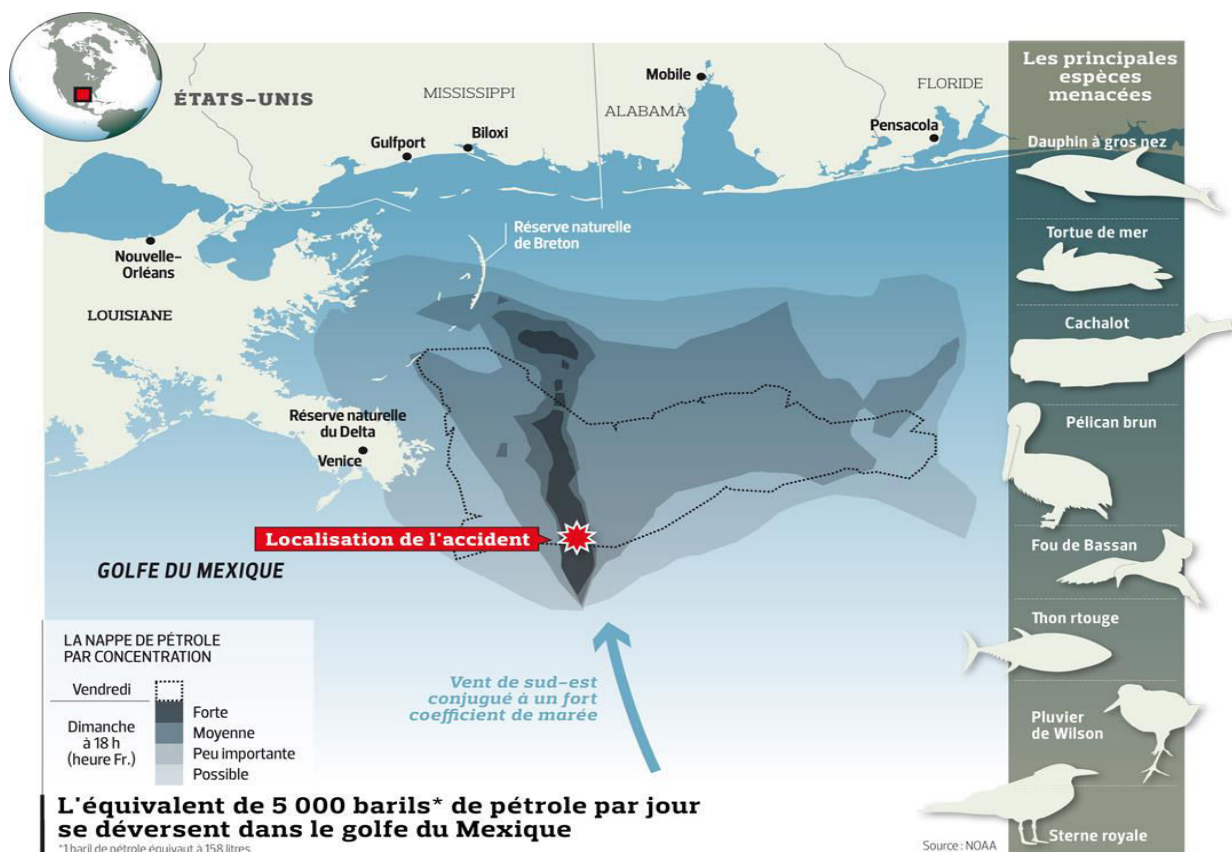 ÉTATS-UNIS
MISSISSIPPI
ALABAMA
FLORIDE
Mobile
Pensacola
Biloxi
Gulfport
Réserve naturelle
de Breton
Nouvelle-
Orléans
LOUISIANE
Réserve naturelle
du Delta
Venice
Localisation de l'accident
GOLFE DU MEXIQUE
Vent de sud-est
conjugué à un fort
coefficient de marée
LA NAPPE DE PÉTROLE
PAR CONCENTRATION
Vendredi
Dimanche
à 18 h
(heure Fr.)
Forte
Moyenne
Peu importante
Possible
L'équivalent de 5 000 barils* de pétrole par jour
se déversent dans le golfe du Mexique
*1 baril de pétrole équivaut à 158 litres
Source : NOAA
Les principales
espèces
menacées
Dauphin à gros nez
Tortue de mer
Cachalot
Pélican brun
Fou de Bassan
Thon rtouge
Pluvier
de Wilson
Sterne royale